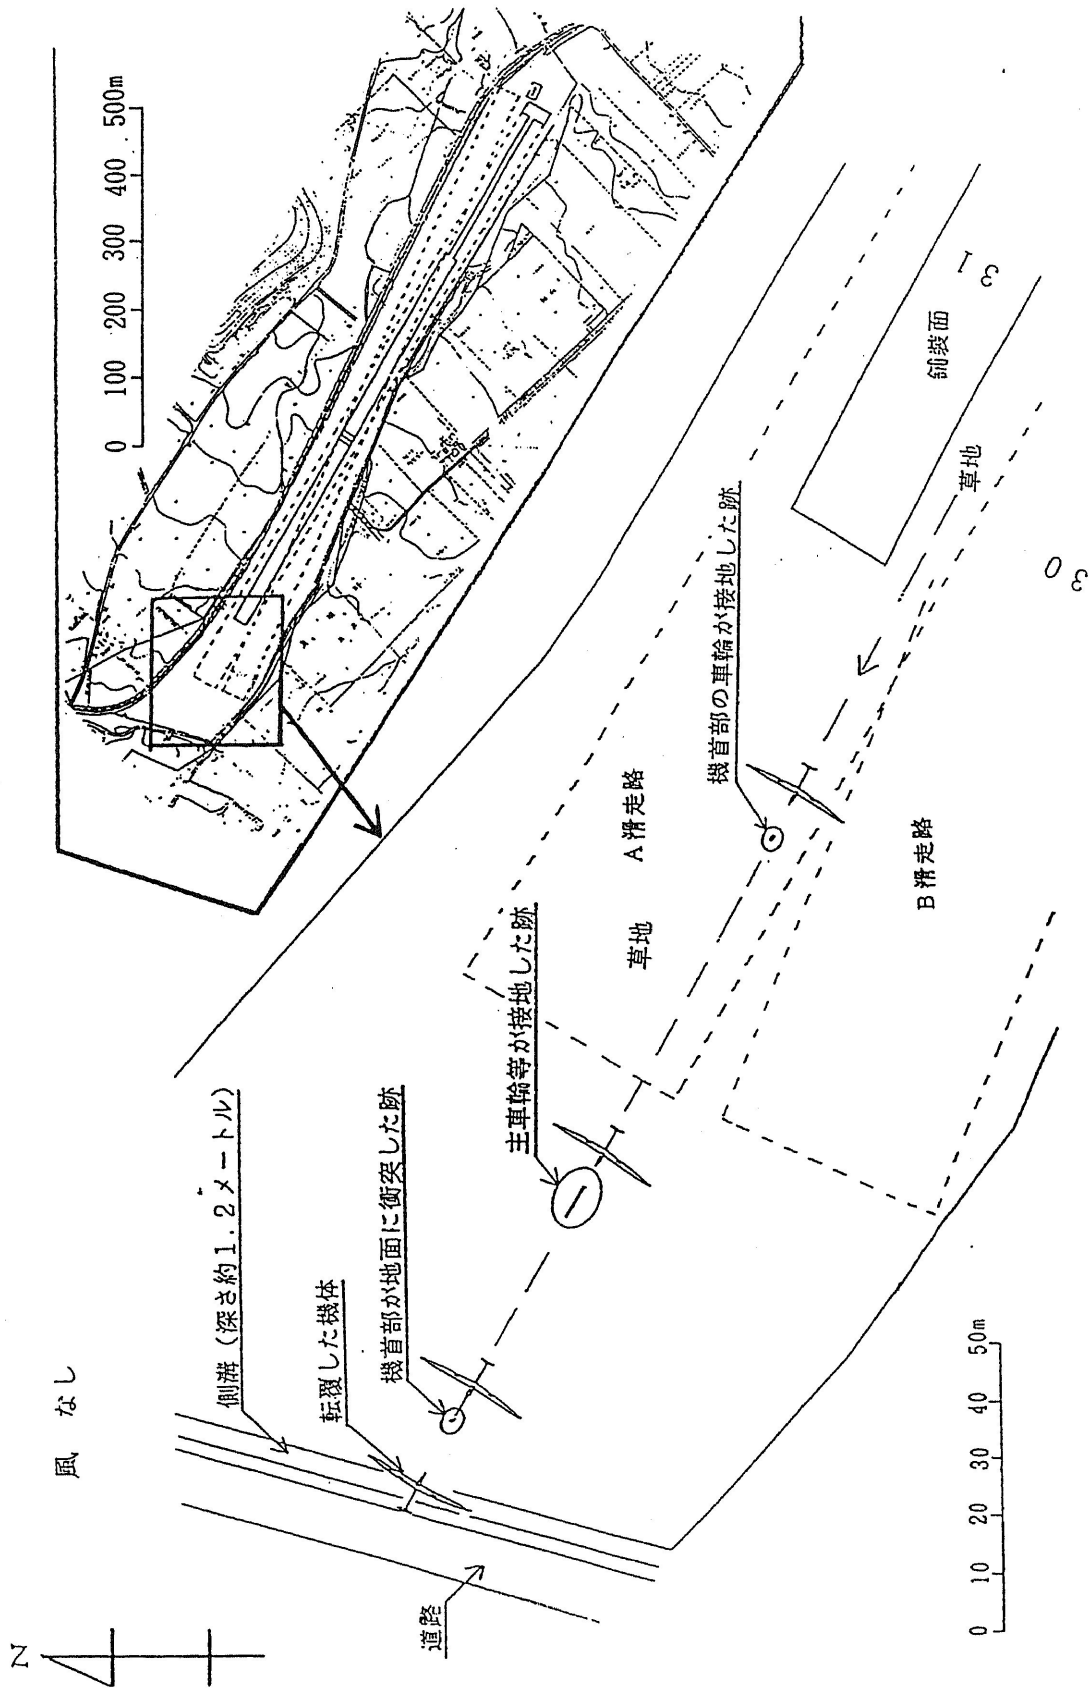 N
風 なし
0 100 200 300 400 500m
道路
側溝 (深さ約1.2メートル)
転覆した機体
機首部が地面に衝突した跡
主車輪等が接地した跡
機首部の車輪が接地した跡
草地
A滑走路
B滑走路
舗装面
草地
31
30
0 10 20 30 40 50m